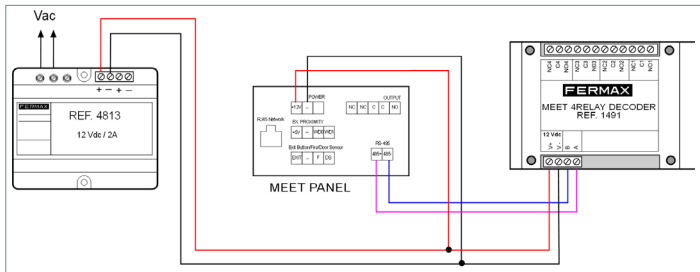 Vac
+ − + −
FERMAX
REF. 4813
12 Vdc / 2A
POWER
OUTPUT
+12V −
NC NC C C NO
RJ45 Network
EX. PROXIMITY
+5V − WD0 WD1
Exit Button/Fire/Door Sensor
EXIT − F DS
RS-485
485+ 485-
MEET PANEL
NO4 C4 NO4 NC3 C3 NO3 NC2 C2 NO2 NC1 C1 NO1
FERMAX
MEET 4RELAY DECODER
REF. 1491
12 Vdc
V+ V- B A